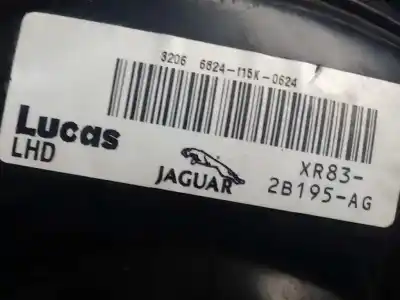 3206 6824-115K-0624
Lucas
LHD
JAGUAR
XR83-
2B195-AG